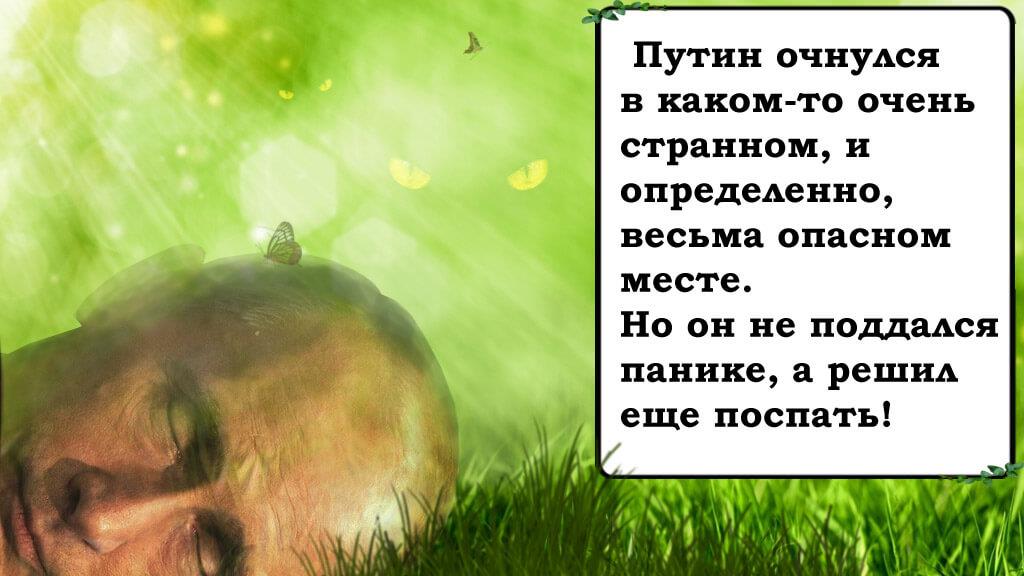 Путин очнулся
в каком-то очень
странном, и
определенно,
весьма опасном
месте.
Но он не поддался
панике, а решил
еще поспать!